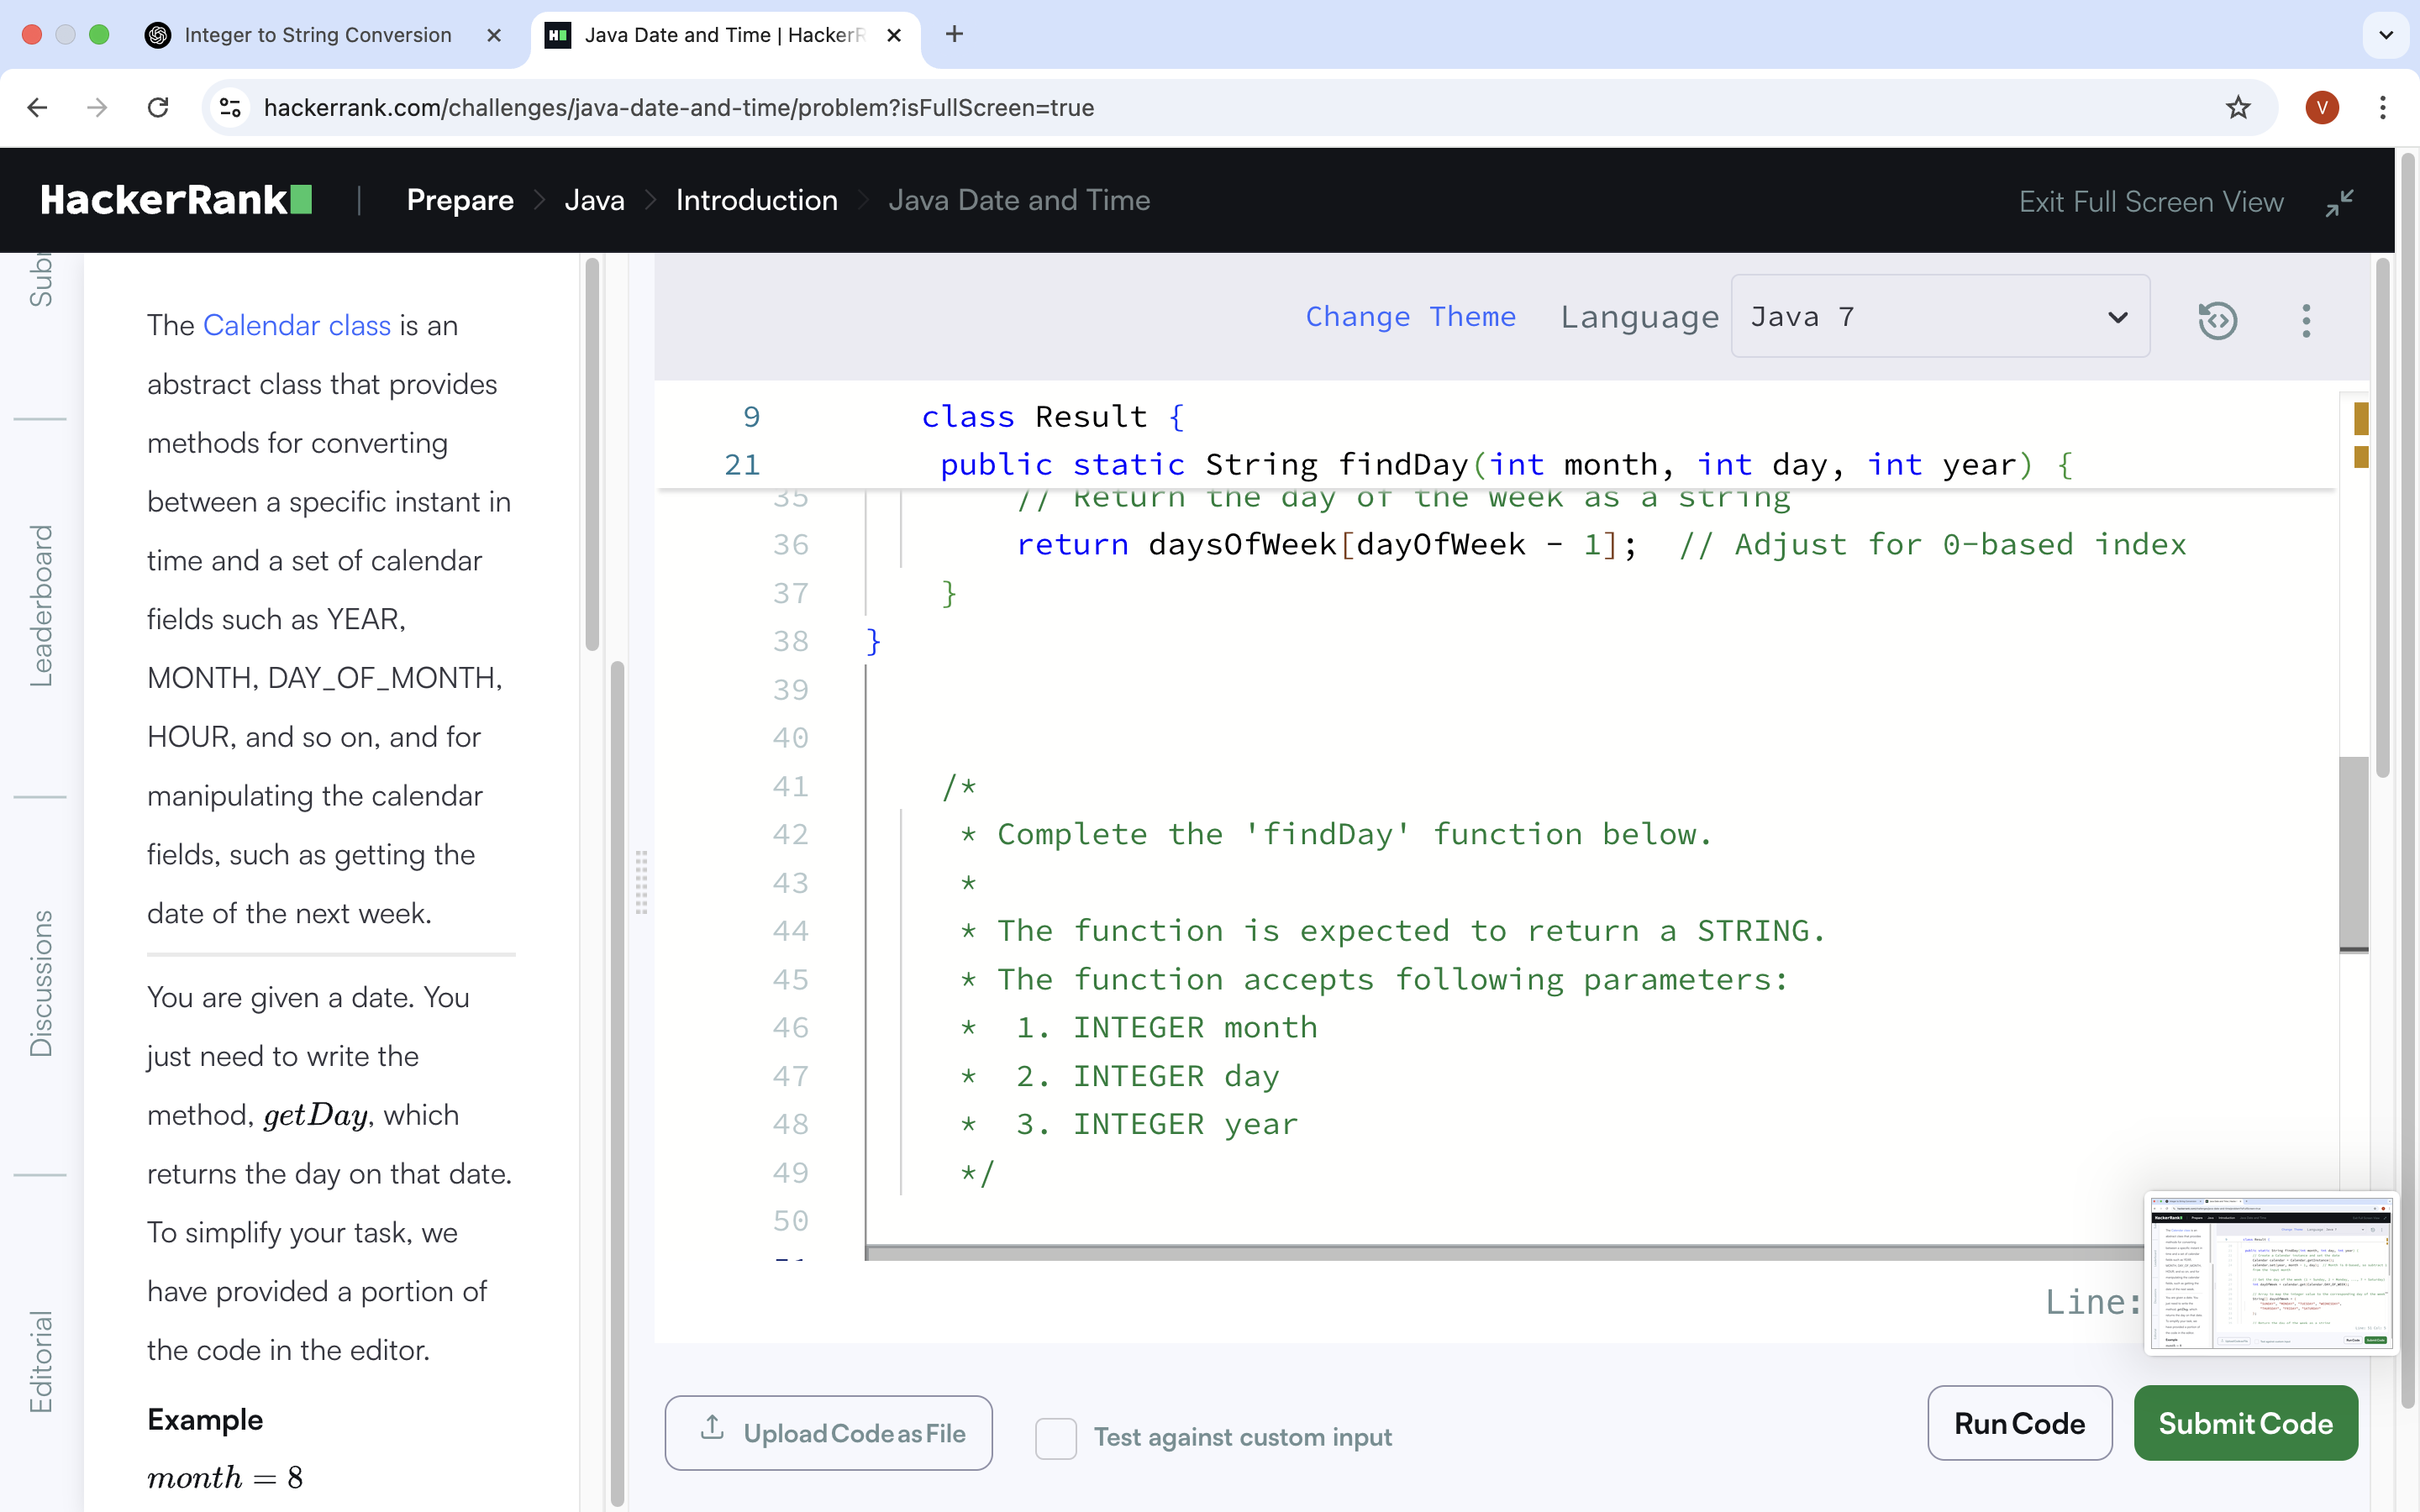 Integer to String Conversion
Java Date and Time | HackerR
hackerrank.com/challenges/java-date-and-time/problem?isFullScreen=true
HackerRank
Prepare
Java
Introduction
Java Date and Time
Exit Full Screen View
Leaderboard
Discussions
Editorial
The Calendar class is an
abstract class that provides
methods for converting
between a specific instant in
time and a set of calendar
fields such as YEAR,
MONTH, DAY_OF_MONTH,
HOUR, and so on, and for
manipulating the calendar
fields, such as getting the
date of the next week.
You are given a date. You
just need to write the
method, getDay, which
returns the day on that date.
To simplify your task, we
have provided a portion of
the code in the editor.
Example
month = 8
Change Theme Language Java 7
9 class Result {
21 public static String findDay(int month, int day, int year) {
35 // Return the day of the week as a string
36 return daysOfWeek[dayOfWeek - 1]; // Adjust for 0-based index
37 }
38 }
39
40
41 /*
42 * Complete the 'findDay' function below.
43 *
44 * The function is expected to return a STRING.
45 * The function accepts following parameters:
46 * 1. INTEGER month
47 * 2. INTEGER day
48 * 3. INTEGER year
49 */
50
Line:
Upload Code as File
Test against custom input
Run Code
Submit Code
V